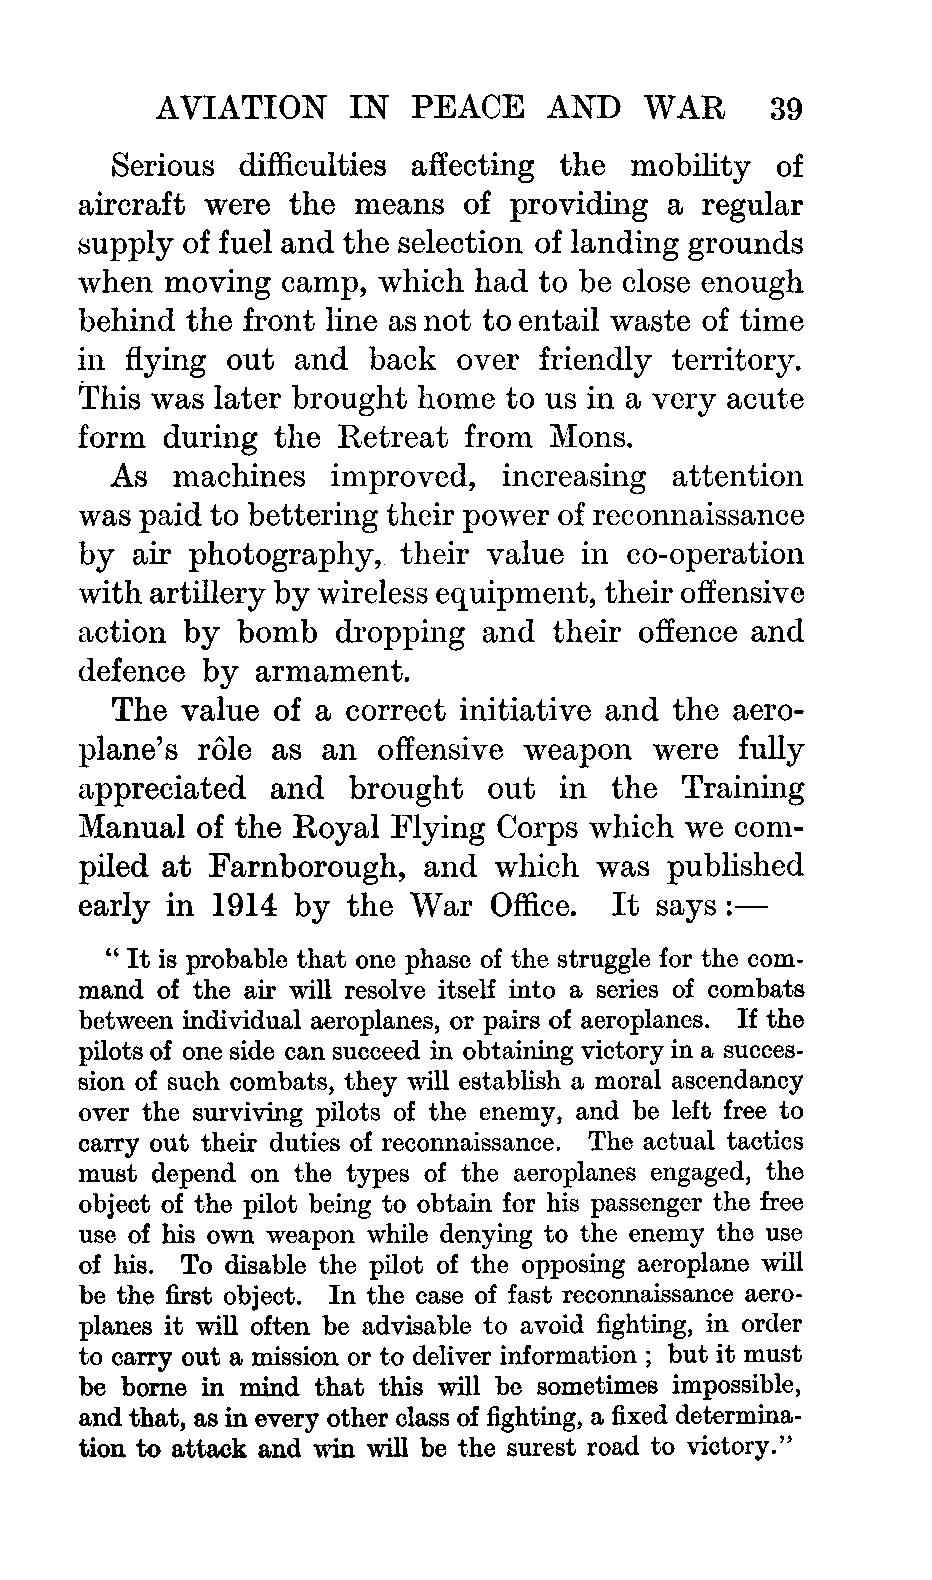 AVIATION IN PEACE AND WAR 39
Serious difficulties affecting the mobility of
aircraft were the means of providing a regular
supply of fuel and the selection of landing grounds
when moving camp, which had to be close enough
behind the front line as not to entail waste of time
in flying out and back over friendly territory.
This was later brought home to us in a very acute
form during the Retreat from Mons.
As machines improved, increasing attention
was paid to bettering their power of reconnaissance
by air photography, their value in co-operation
with artillery by wireless equipment, their offensive
action by bomb dropping and their offence and
defence by armament.
The value of a correct initiative and the aero-
plane's rôle as an offensive weapon were fully
appreciated and brought out in the Training
Manual of the Royal Flying Corps which we com-
piled at Farnborough, and which was published
early in 1914 by the War Office. It says :—
“ It is probable that one phase of the struggle for the com-
mand of the air will resolve itself into a series of combats
between individual aeroplanes, or pairs of aeroplanes. If the
pilots of one side can succeed in obtaining victory in a succes-
sion of such combats, they will establish a moral ascendancy
over the surviving pilots of the enemy, and be left free to
carry out their duties of reconnaissance. The actual tactics
must depend on the types of the aeroplanes engaged, the
object of the pilot being to obtain for his passenger the free
use of his own weapon while denying to the enemy the use
of his. To disable the pilot of the opposing aeroplane will
be the first object. In the case of fast reconnaissance aero-
planes it will often be advisable to avoid fighting, in order
to carry out a mission or to deliver information ; but it must
be borne in mind that this will be sometimes impossible,
and that, as in every other class of fighting, a fixed determina-
tion to attack and win will be the surest road to victory.”